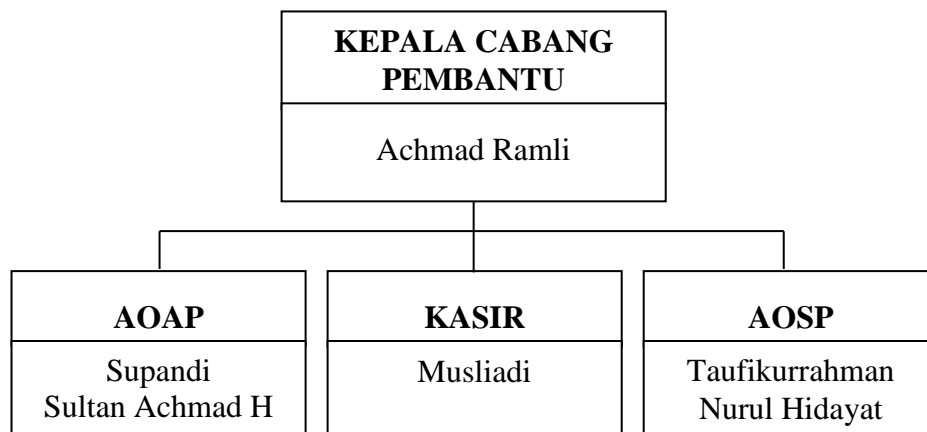 KEPALA CABANG
PEMBANTU
Achmad Ramli
AOAP
Supandi
Sultan Achmad H
KASIR
Musliadi
AOSP
Taufikurrahman
Nurul Hidayat